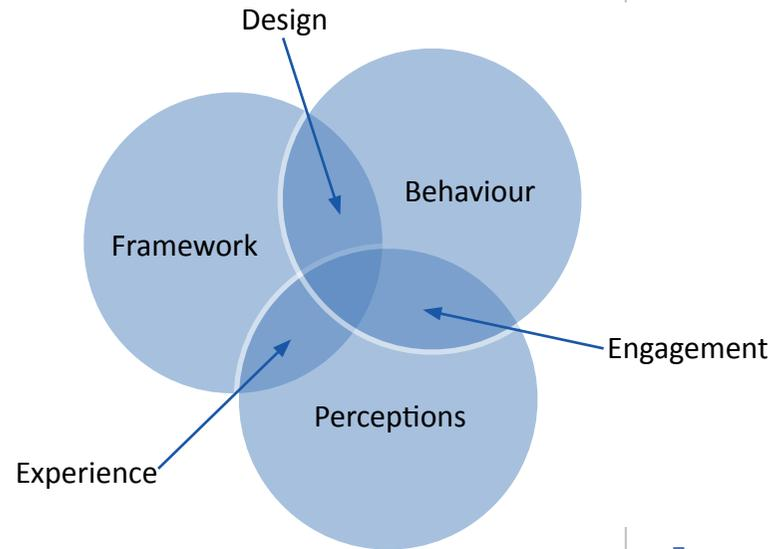 Design
Behaviour
Framework
Engagement
Perceptions
Experience